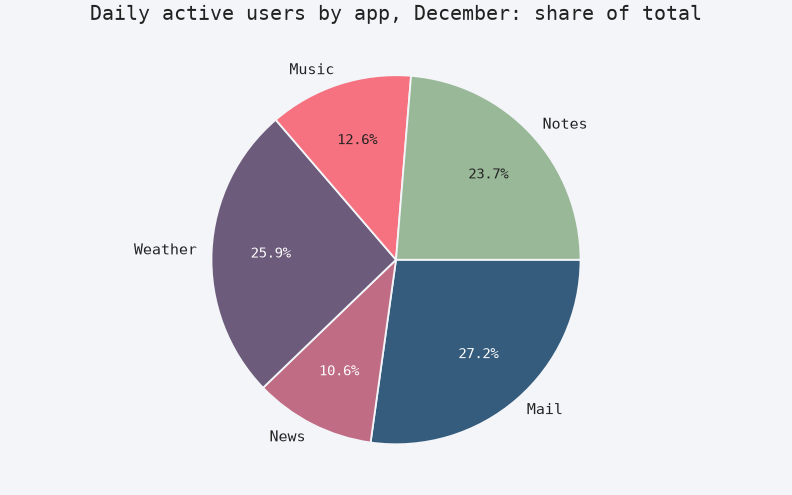 Daily active users by app, December: share of total
Music
Notes
12.6%
23.7%
Weather
25.9%
27.2%
10.6%
Mail
News